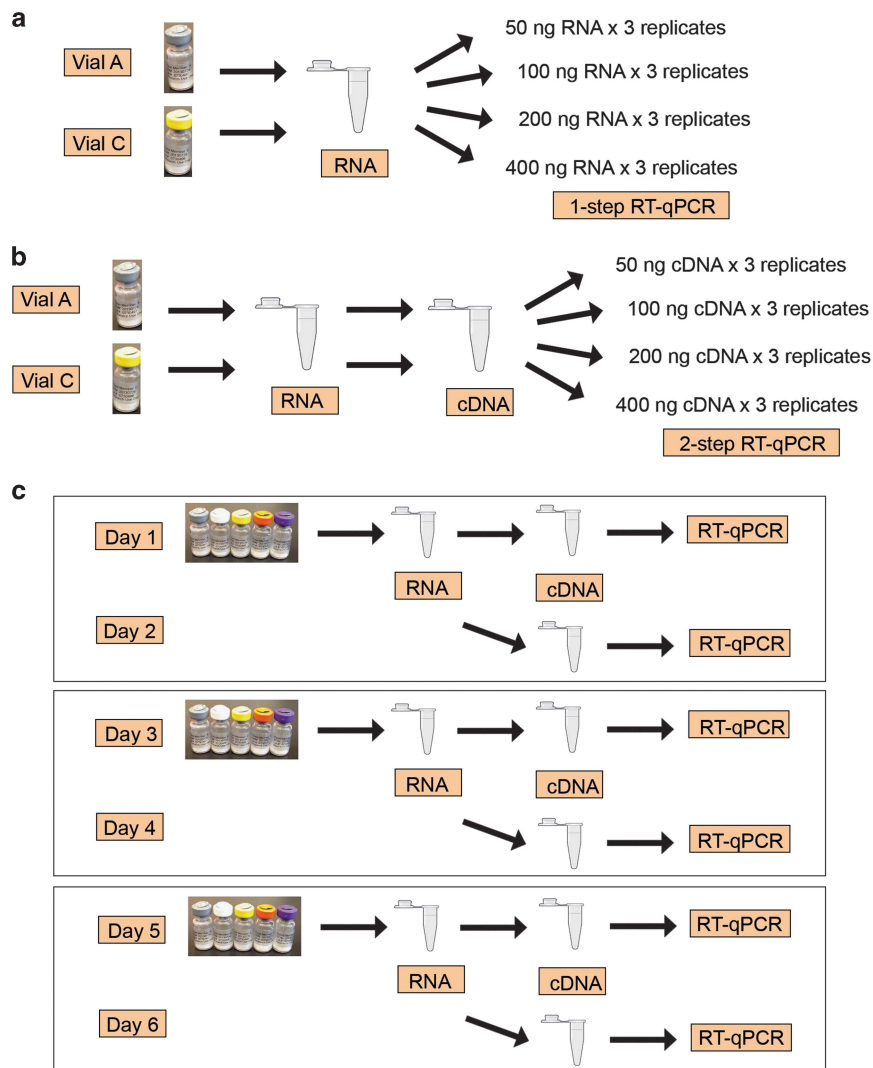 a
Vial A
Vial C
RNA
50 ng RNA x 3 replicates
100 ng RNA x 3 replicates
200 ng RNA x 3 replicates
400 ng RNA x 3 replicates
1-step RT-qPCR
b
Vial A
Vial C
RNA
cDNA
50 ng cDNA x 3 replicates
100 ng cDNA x 3 replicates
200 ng cDNA x 3 replicates
400 ng cDNA x 3 replicates
2-step RT-qPCR
c
Day 1
RT-qPCR
RNA
cDNA
Day 2
RT-qPCR
Day 3
RT-qPCR
RNA
cDNA
Day 4
RT-qPCR
Day 5
RT-qPCR
RNA
cDNA
Day 6
RT-qPCR